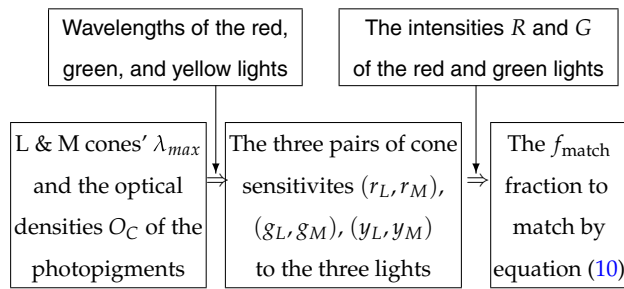 Wavelengths of the red,
green, and yellow lights
The intensities R and G
of the red and green lights
L & M cones' λmax
and the optical
densities OC of the
photopigments
⇒
The three pairs of cone
sensitivites (rL, rM),
(gL, gM), (yL, yM)
to the three lights
⇒
The fmatch
fraction to
match by
equation (10)